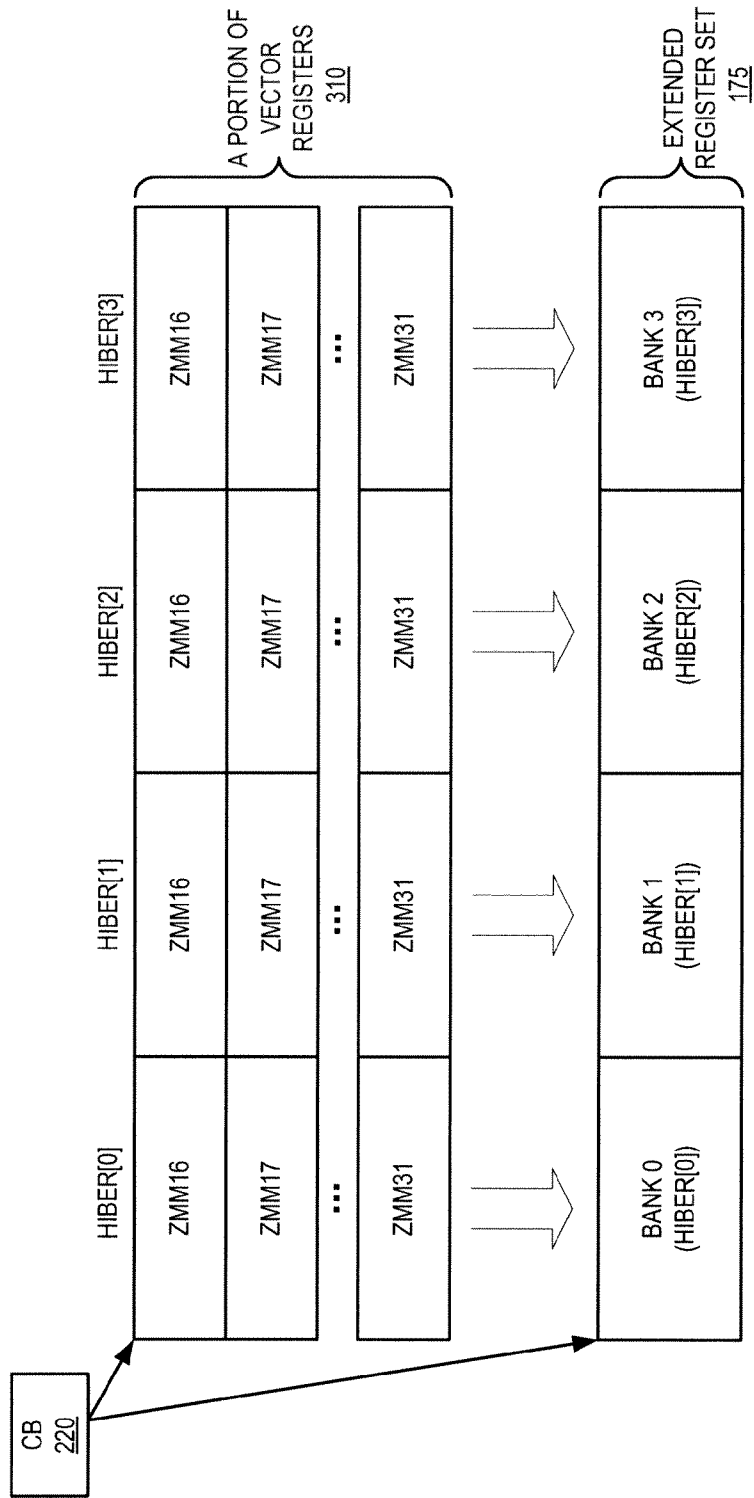 CB
220
HIBER[0]
HIBER[1]
HIBER[2]
HIBER[3]
ZMM16
ZMM16
ZMM16
ZMM16
ZMM17
ZMM17
ZMM17
ZMM17
...
...
...
...
ZMM31
ZMM31
ZMM31
ZMM31
A PORTION OF
VECTOR
REGISTERS
310
BANK 0
(HIBER[0])
BANK 1
(HIBER[1])
BANK 2
(HIBER[2])
BANK 3
(HIBER[3])
EXTENDED
REGISTER SET
175